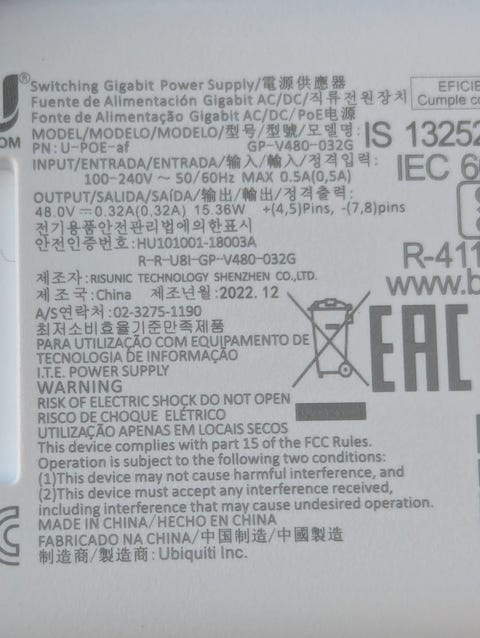 ®Switching Gigabit Power Supply/電源供應器
Fuente de Alimentación Gigabit AC/DC/직류전원장치
Fonte de Alimentação Gigabit AC/DC/PoE电源
MODEL/MODELO/MODELO/型号/型號/모델명:
PN: U-POE-af GP-V480-032G
INPUT/ENTRADA/ENTRADA/输入/輸入/정격입력:
100-240V~ 50/60Hz MAX 0.5A(0,5A)
OUTPUT/SALIDA/SAÍDA/输出/輸出/정격출력:
48.0V⎓0.32A(0.32A) 15.36W +(4,5)Pins, -(7,8)pins
전기용품안전관리법에의한표시
안전인증번호: HU101001-18003A
R-R-U8I-GP-V480-032G
제조자: RISUNIC TECHNOLOGY SHENZHEN CO.,LTD.
제조국: China 제조년월: 2022. 12
A/S연락처: 02-3275-1190
최저소비효율기준만족제품
PARA UTILIZAÇÃO COM EQUIPAMENTO DE
TECNOLOGIA DE INFORMAÇÃO
I.T.E. POWER SUPPLY
WARNING
RISK OF ELECTRIC SHOCK DO NOT OPEN
RISCO DE CHOQUE ELÉTRICO
UTILIZAÇÃO APENAS EM LOCAIS SECOS
This device complies with part 15 of the FCC Rules.
Operation is subject to the following two conditions:
(1)This device may not cause harmful interference, and
(2)This device must accept any interference received,
including interference that may cause undesired operation.
MADE IN CHINA/HECHO EN CHINA
FABRICADO NA CHINA/中国制造/中國製造
制造商/製造商: Ubiquiti Inc.
OM
EFICIE
Cumple co
IS 13252
IEC 6
R-411
www.b
EAC